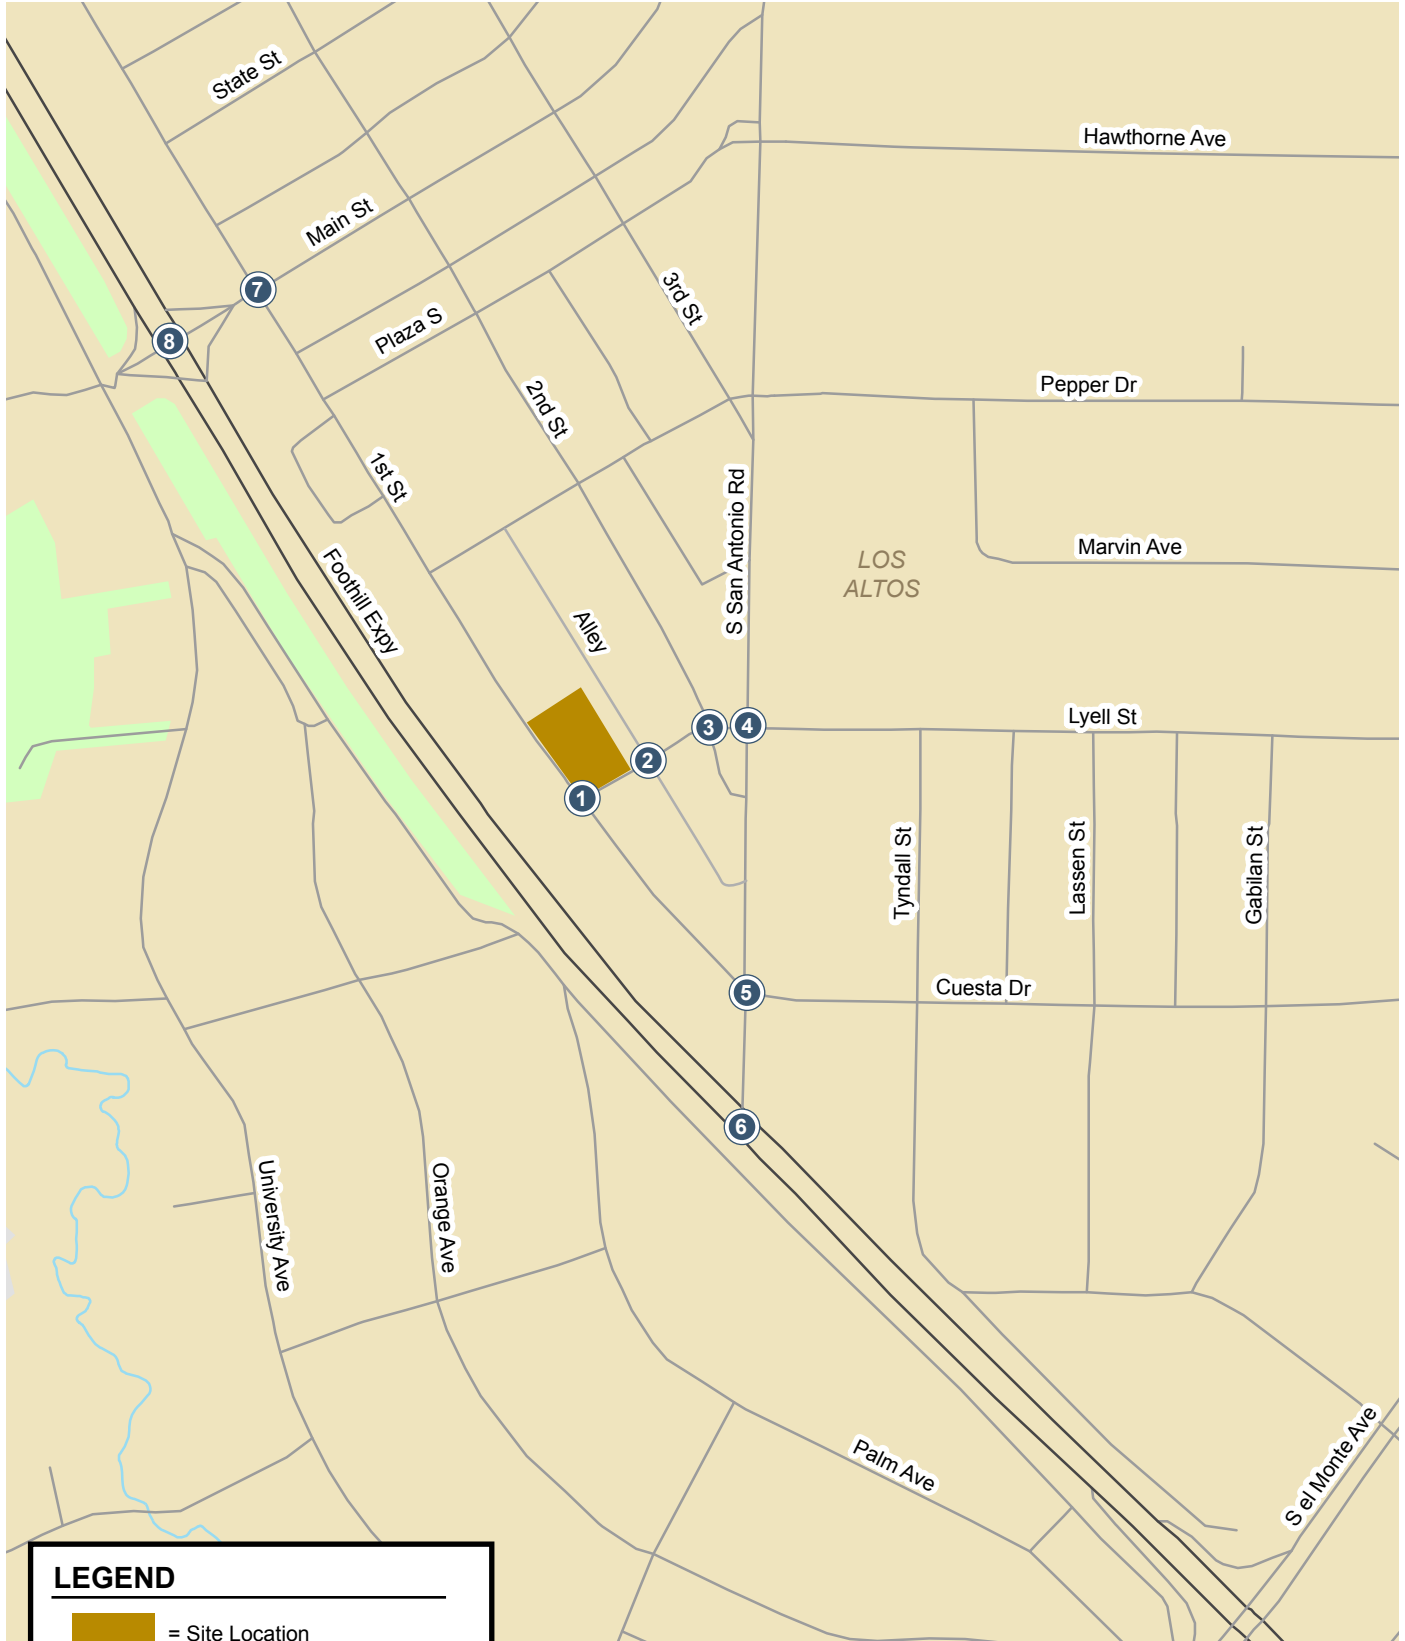 State St
Hawthorne Ave
Main St
7
3rd St
Plaza S
8
Pepper Dr
2nd St
1st St
S San Antonio Rd
Marvin Ave
LOS
ALTOS
Foothill Expy
Alley
Lyell St
3
4
2
1
Tyndall St
Lassen St
Gabilan St
Cuesta Dr
5
6
University Ave
Orange Ave
Palm Ave
S el Monte Ave
LEGEND
= Site Location